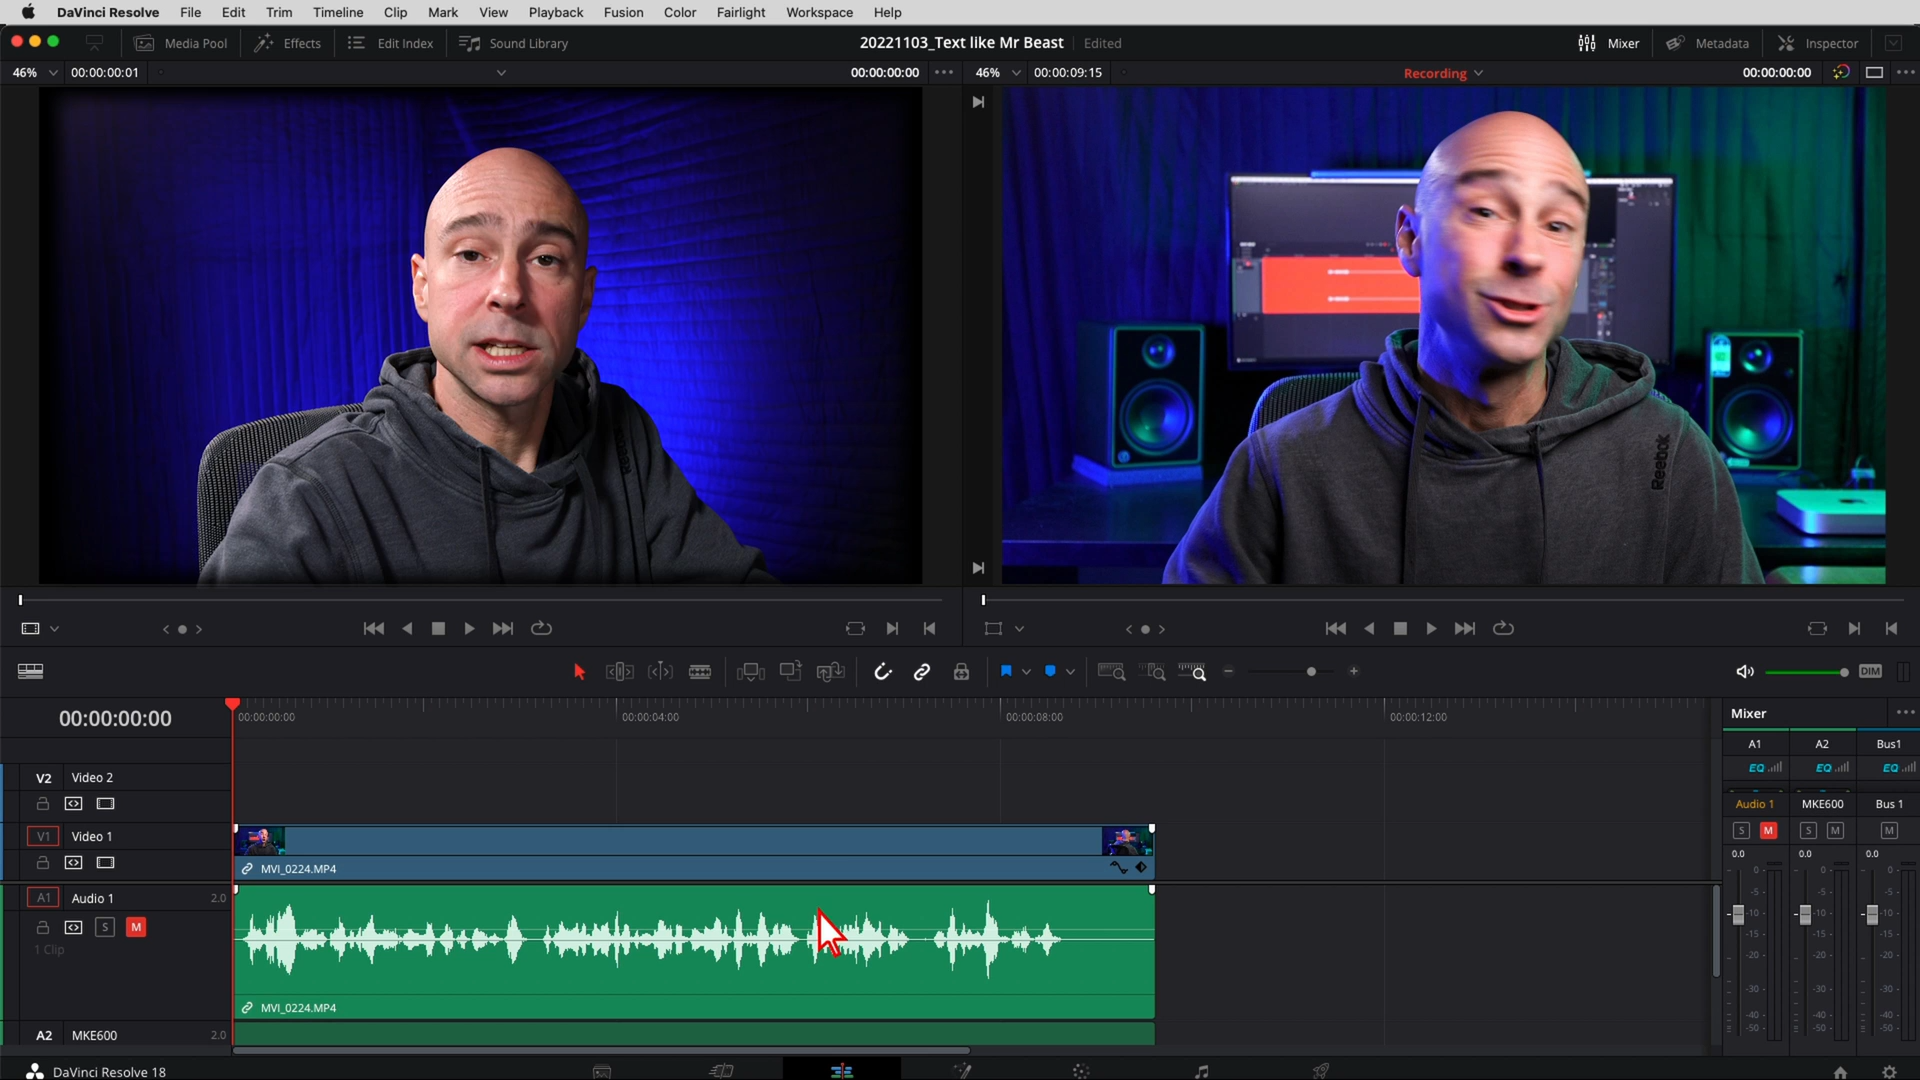 DaVinci Resolve File Edit Trim Timeline Clip Mark View Playback Fusion Color Fairlight Workspace Help
Media Pool Effects Edit Index Sound Library 20221103_Text like Mr Beast Edited Mixer Metadata Inspector
46% 00:00:00:01 00:00:00:00 46% 00:00:09:15 Recording 00:00:00:00
Reebok
DIM
00:00:00:00 00:00:00:00 00:00:04:00 00:00:08:00 00:00:12:00 Mixer
A1 A2 Bus1
EQ EQ EQ
V2 Video 2
Audio 1 MKE600 Bus 1
V1 Video 1
S M S M M
0.0 0.0 0.0
MVI_0224.MP4
A1 Audio 1 2.0
S M
1 Clip
0 0 0
-5 -5 -5
-10 -10 -10
-15 -15 -15
-20 -20 -20
-30 -30 -30
-40 -40 -40
-50 -50 -50
MVI_0224.MP4
A2 MKE600 2.0
DaVinci Resolve 18